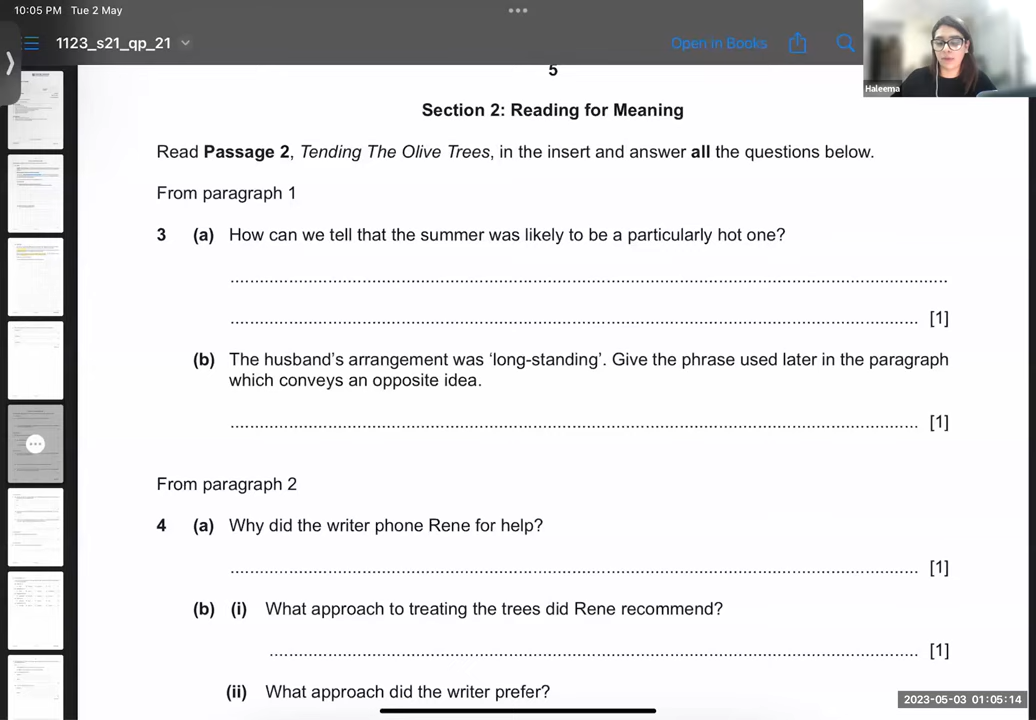 10:05 PM Tue 2 May
1123_s21_qp_21
Open in Books
Haleema
5
Section 2: Reading for Meaning
Read Passage 2, Tending The Olive Trees, in the insert and answer all the questions below.
From paragraph 1
3 (a) How can we tell that the summer was likely to be a particularly hot one?
[1]
(b) The husband's arrangement was 'long-standing'. Give the phrase used later in the paragraph
which conveys an opposite idea.
[1]
From paragraph 2
4 (a) Why did the writer phone Rene for help?
[1]
(b) (i) What approach to treating the trees did Rene recommend?
[1]
(ii) What approach did the writer prefer?
2023-05-03 01:05:14